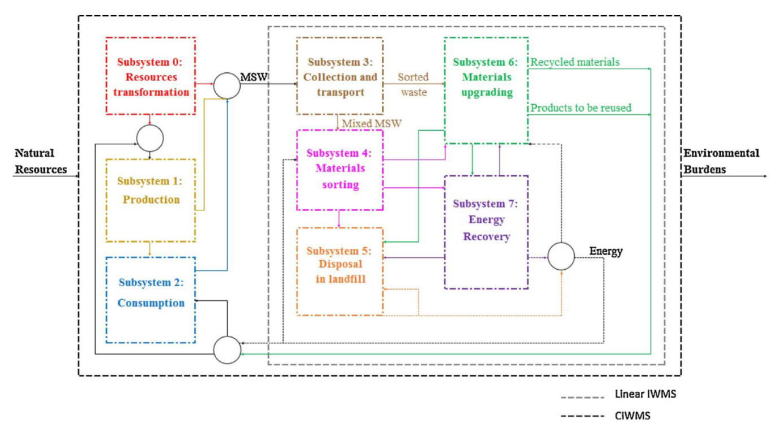 Subsystem 0:
Resources
transformation
MSW
Subsystem 3:
Collection and
transport
Sorted
waste
Subsystem 6:
Materials
upgrading
Recycled materials
Products to be reused
Mixed MSW
Natural
Resources
Subsystem 1:
Production
Subsystem 4:
Materials
sorting
Subsystem 7:
Energy
Recovery
Environmental
Burdens
Subsystem 2:
Consumption
Subsystem 5:
Disposal
in landfill
Energy
Linear IWMS
CIWMS